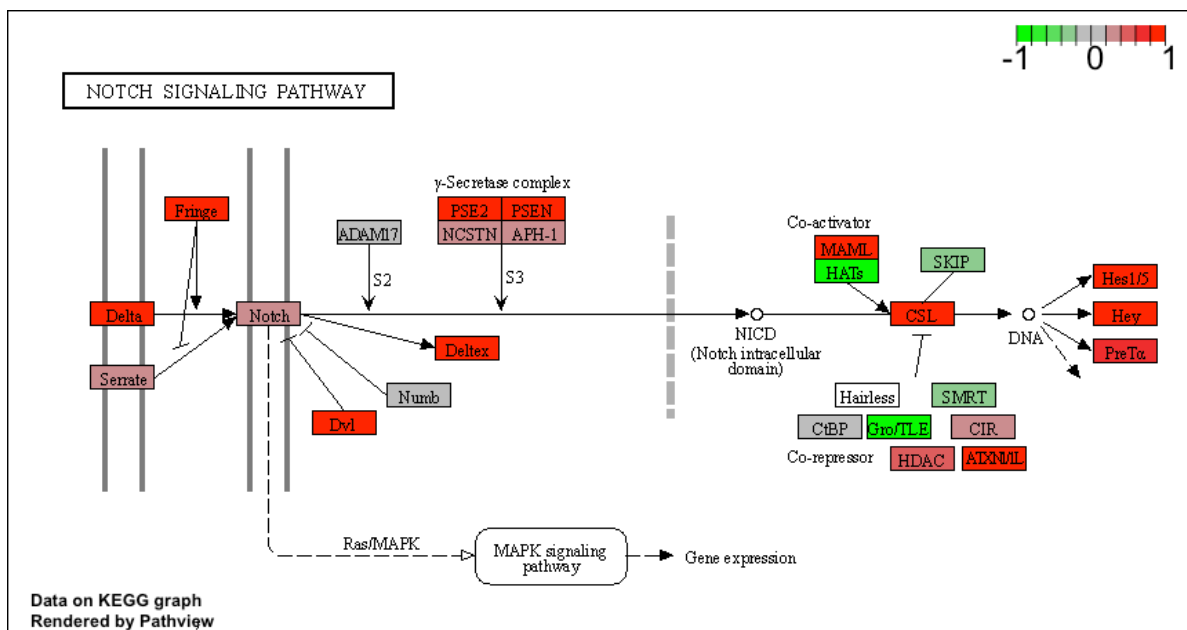 -1 0 1
NOTCH SIGNALING PATHWAY
γ-Secretase complex
Fringe
PSE2 PSEN
NCSTN APH-1
ADAM17
S2
S3
Co-activator
MAML
HATs
SKIP
Delta
Notch
CSL
Hes1/5
Hey
PreTα
DNA
NICD
(Notch intracellular
domain)
Deltex
Serrate
Numb
Dvl
Hairless
SMRT
CtBP
Gro/TLE
CIR
Co-repressor
HDAC
ATXN1L
Ras/MAPK
MAPK signaling
pathway
Gene expression
Data on KEGG graph
Rendered by Pathview